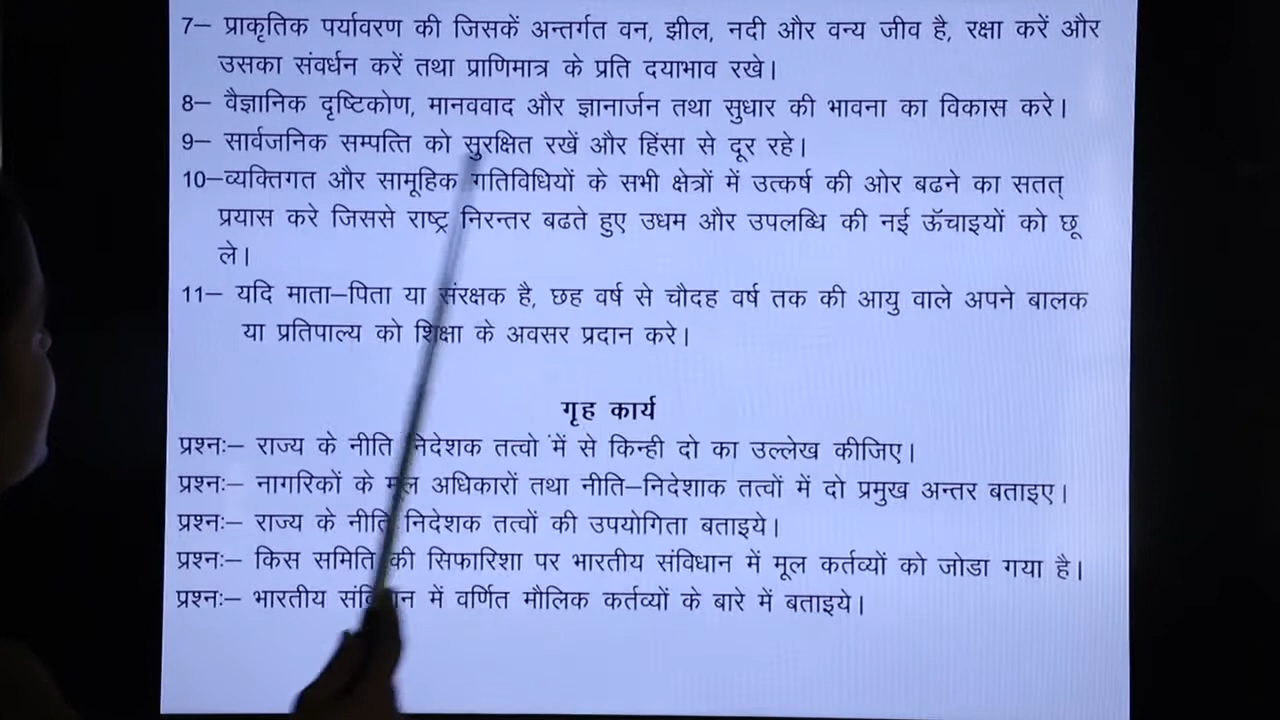 7– प्राकृतिक पर्यावरण की जिसकें अन्तर्गत वन, झील, नदी और वन्य जीव है, रक्षा करें और
उसका संवर्धन करें तथा प्राणिमात्र के प्रति दयाभाव रखे।
8– वैज्ञानिक दृष्टिकोण, मानववाद और ज्ञानार्जन तथा सुधार की भावना का विकास करे।
9– सार्वजनिक सम्पत्ति को सुरक्षित रखें और हिंसा से दूर रहे।
10–व्यक्तिगत और सामूहिक गतिविधियों के सभी क्षेत्रों में उत्कर्ष की ओर बढने का सतत्
प्रयास करे जिससे राष्ट्र निरन्तर बढते हुए उधम और उपलब्धि की नई ऊॅचाइयों को छू
ले।
11– यदि माता–पिता या संरक्षक है, छह वर्ष से चौदह वर्ष तक की आयु वाले अपने बालक
या प्रतिपाल्य को शिक्षा के अवसर प्रदान करे।
गृह कार्य
प्रश्नः– राज्य के नीति निदेशक तत्वो में से किन्ही दो का उल्लेख कीजिए।
प्रश्नः– नागरिकों के मूल अधिकारों तथा नीति–निदेशाक तत्वों में दो प्रमुख अन्तर बताइए।
प्रश्नः– राज्य के नीति निदेशक तत्वों की उपयोगिता बताइये।
प्रश्नः– किस समिति की सिफारिशा पर भारतीय संविधान में मूल कर्तव्यों को जोडा गया है।
प्रश्नः– भारतीय संविधान में वर्णित मौलिक कर्तव्यों के बारे में बताइये।